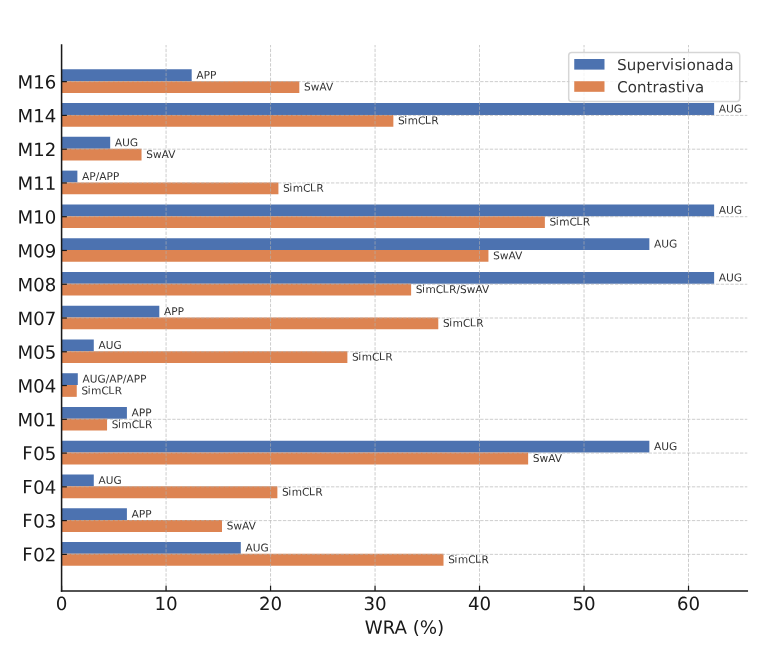 Supervisionada
Contrastiva
M16
APP
SwAV
M14
AUG
SimCLR
M12
AUG
SwAV
M11
AP/APP
SimCLR
M10
AUG
SimCLR
M09
AUG
SwAV
M08
AUG
SimCLR/SwAV
M07
APP
SimCLR
M05
AUG
SimCLR
M04
AUG/AP/APP
SimCLR
M01
APP
SimCLR
F05
AUG
SwAV
F04
AUG
SimCLR
F03
APP
SwAV
F02
AUG
SimCLR
0 10 20 30 40 50 60
WRA (%)